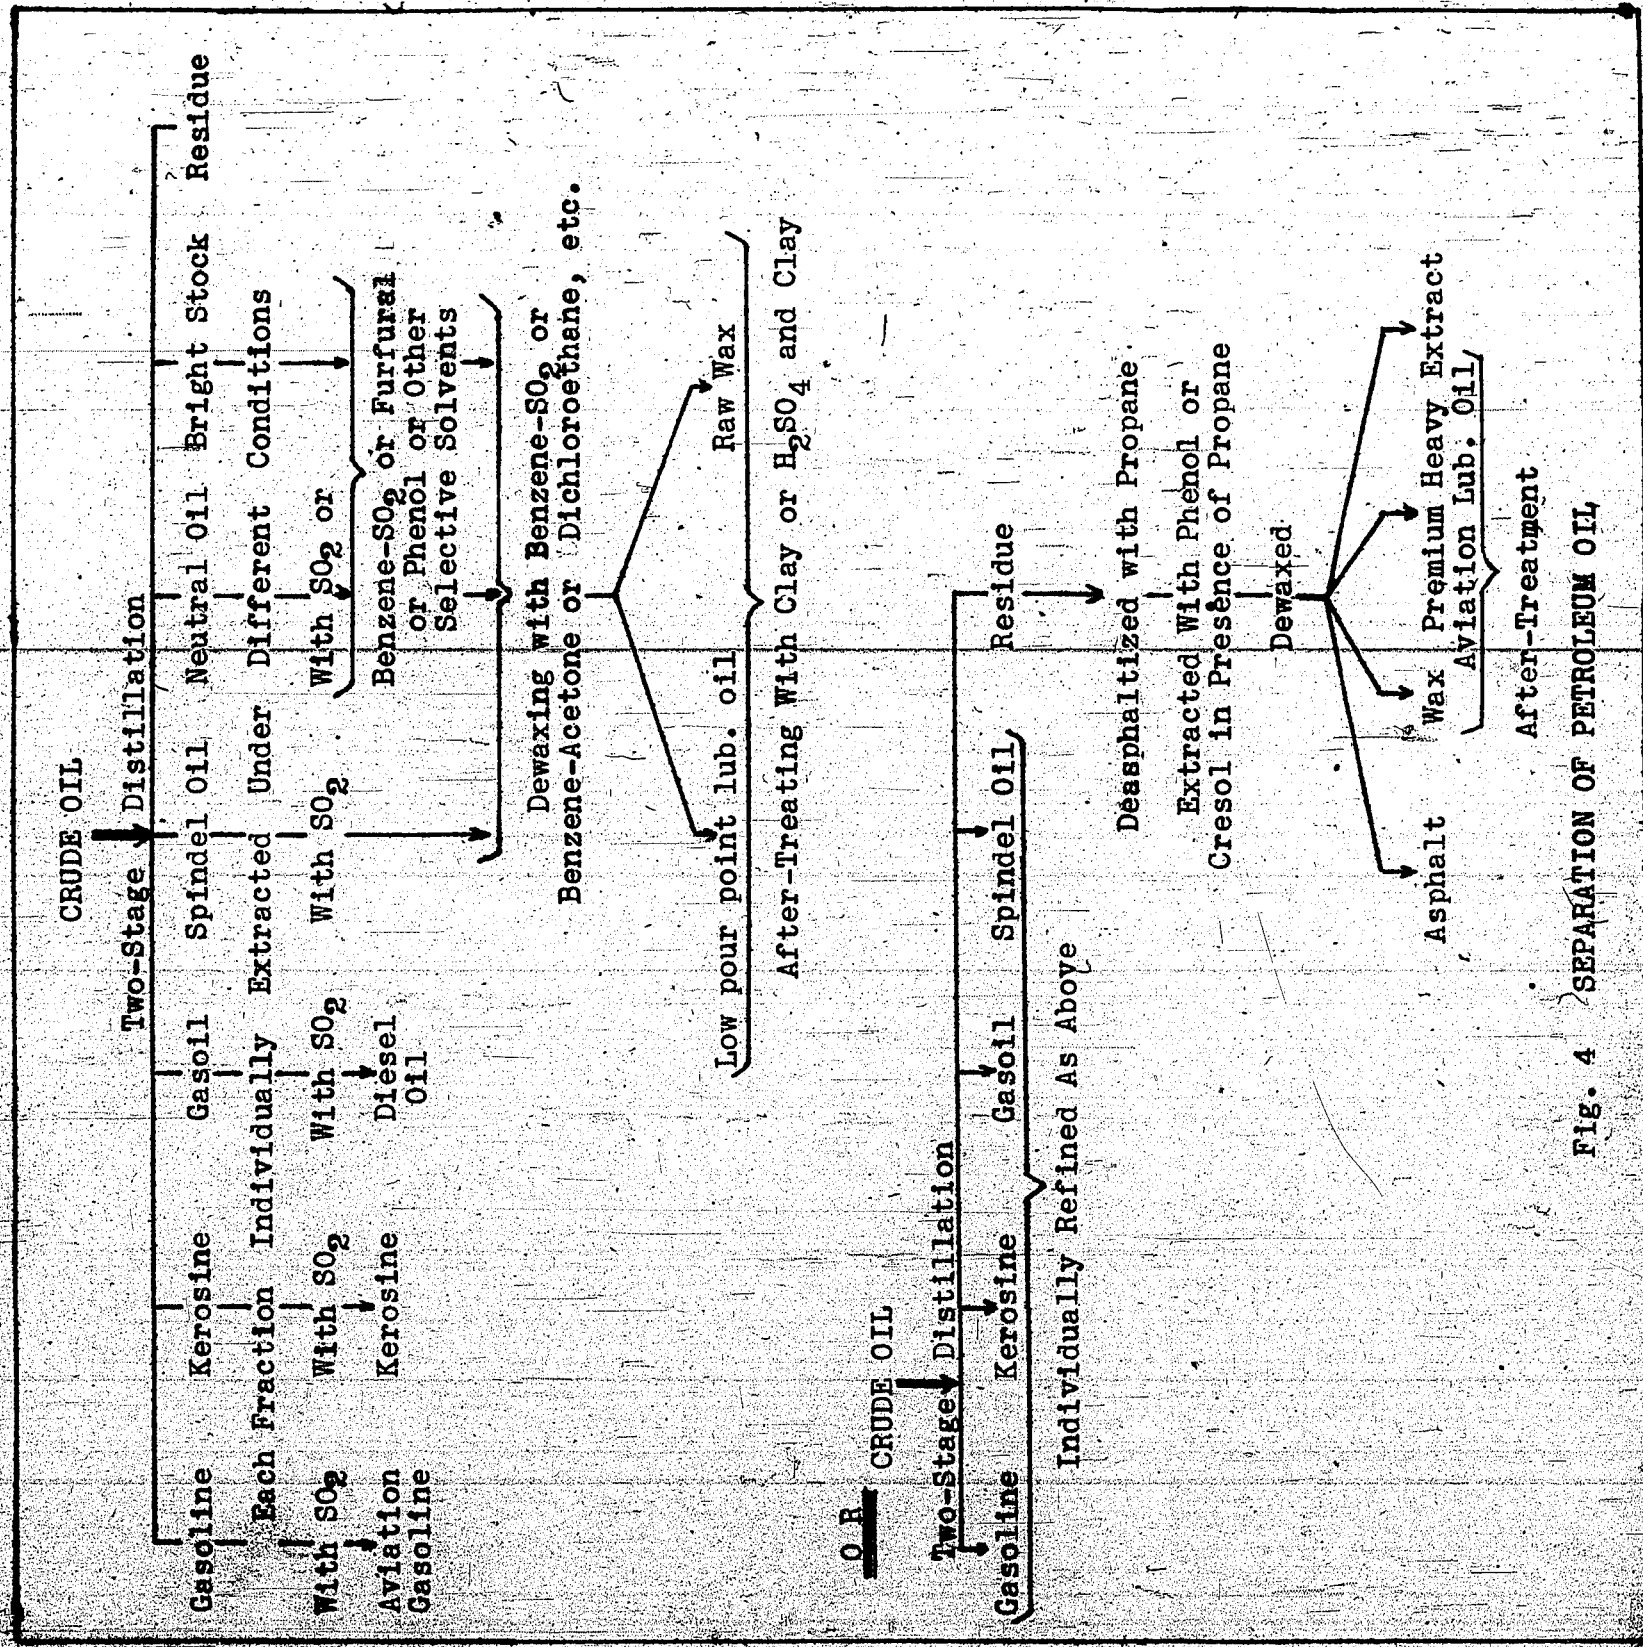 CRUDE OIL
Two-Stage Distillation
Gasoline Kerosine Gasoil Spindel Oil Neutral Oil Bright Stock Residue
Each Fraction Individually Extracted Under Different Conditions
With SO2 With SO2 With SO2 With SO2 With SO2 or
Aviation Kerosine Diesel Benzene-SO2 or Furfural
Gasoline Oil or Phenol or Other
Selective Solvents
Dewaxing with Benzene-SO2 or
Benzene-Acetone or Dichloroethane, etc.
Low pour point lub. oil Raw Wax
After-Treating With Clay or H2SO4 and Clay
OR
CRUDE OIL
Two-Stage Distillation
Gasoline Kerosine Gasoil Spindel Oil Residue
Individually Refined As Above
Deasphaltized with Propane
Extracted With Phenol or
Cresol in Presence of Propane
Dewaxed
Asphalt Wax Premium Heavy Extract
Aviation Lub. Oil
After-Treatment
Fig. 4 SEPARATION OF PETROLEUM OIL